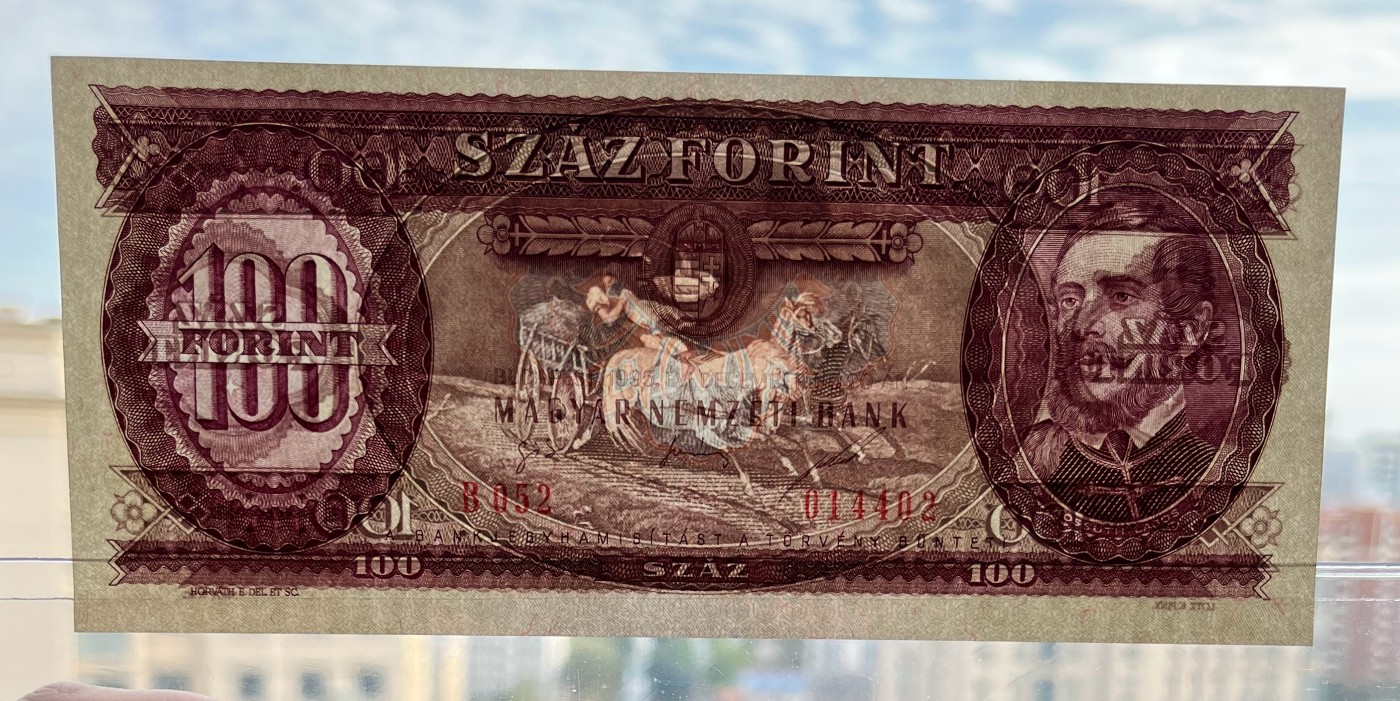 SZÁZ FORINT
100
FORINT
100
MAGYAR NEMZETI BANK
B 052
014402
A BANKJEGYHAMISÍTÁST A TÖRVÉNY BÜNTETI
100
SZÁZ
100
HORVÁTH E. DEL. ET SC.